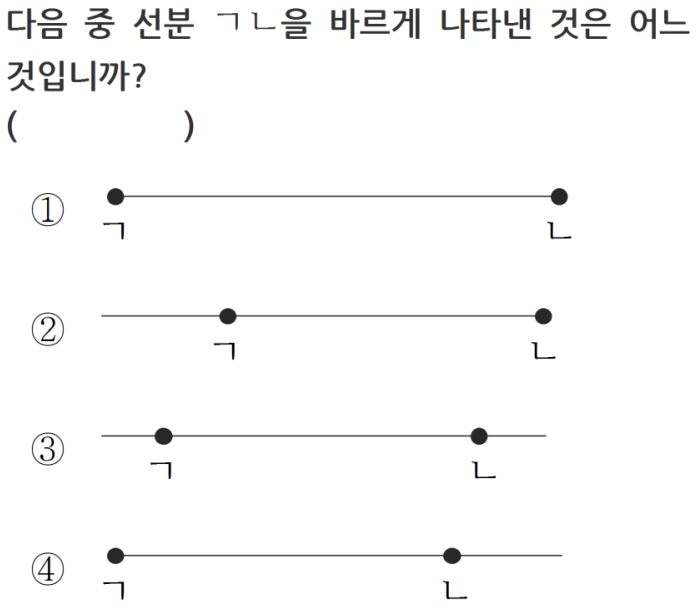 다음 중 선분 ㄱㄴ을 바르게 나타낸 것은 어느
것입니까?
( )
①
ㄱ ㄴ
②
ㄱ ㄴ
③
ㄱ ㄴ
④
ㄱ ㄴ